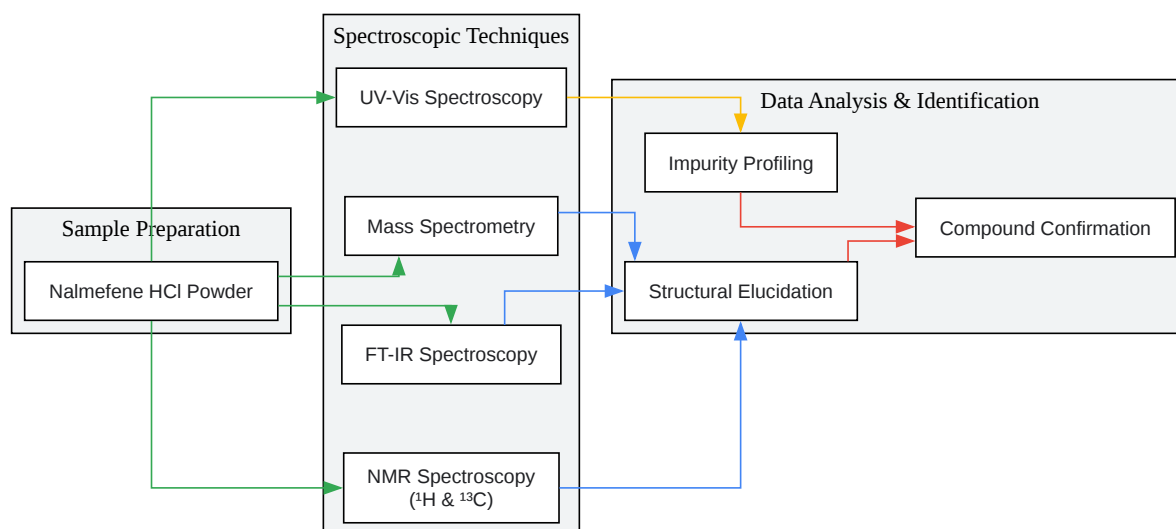 Spectroscopic Techniques
UV-Vis Spectroscopy
Data Analysis & Identification
Impurity Profiling
Mass Spectrometry
Sample Preparation
Compound Confirmation
Nalmefene HCl Powder
Structural Elucidation
FT-IR Spectroscopy
NMR Spectroscopy
(¹H & ¹³C)